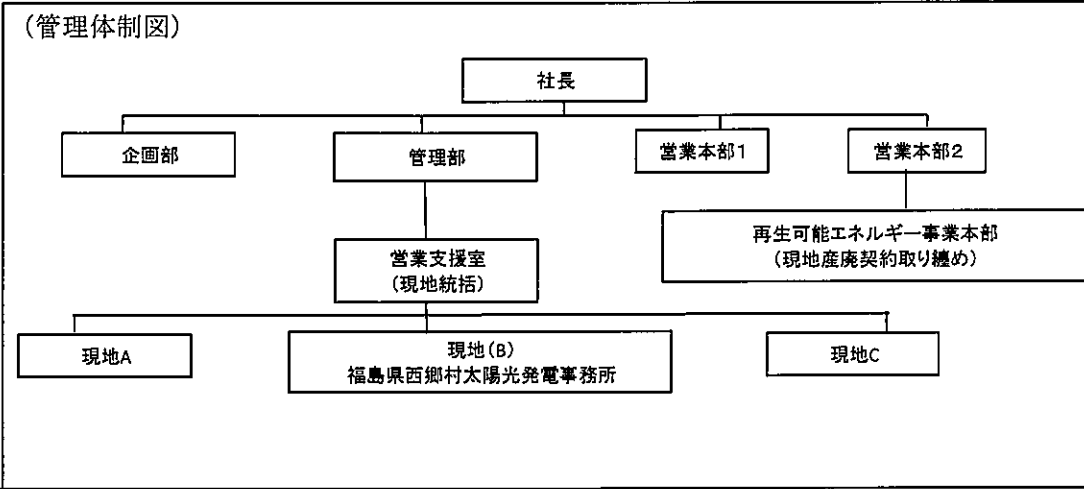 (管理体制図)
社長
企画部
管理部
営業本部1
営業本部2
再生可能エネルギー事業本部
(現地産廃契約取り纏め)
営業支援室
(現地統括)
現地A
現地(B)
福島県西郷村太陽光発電事務所
現地C